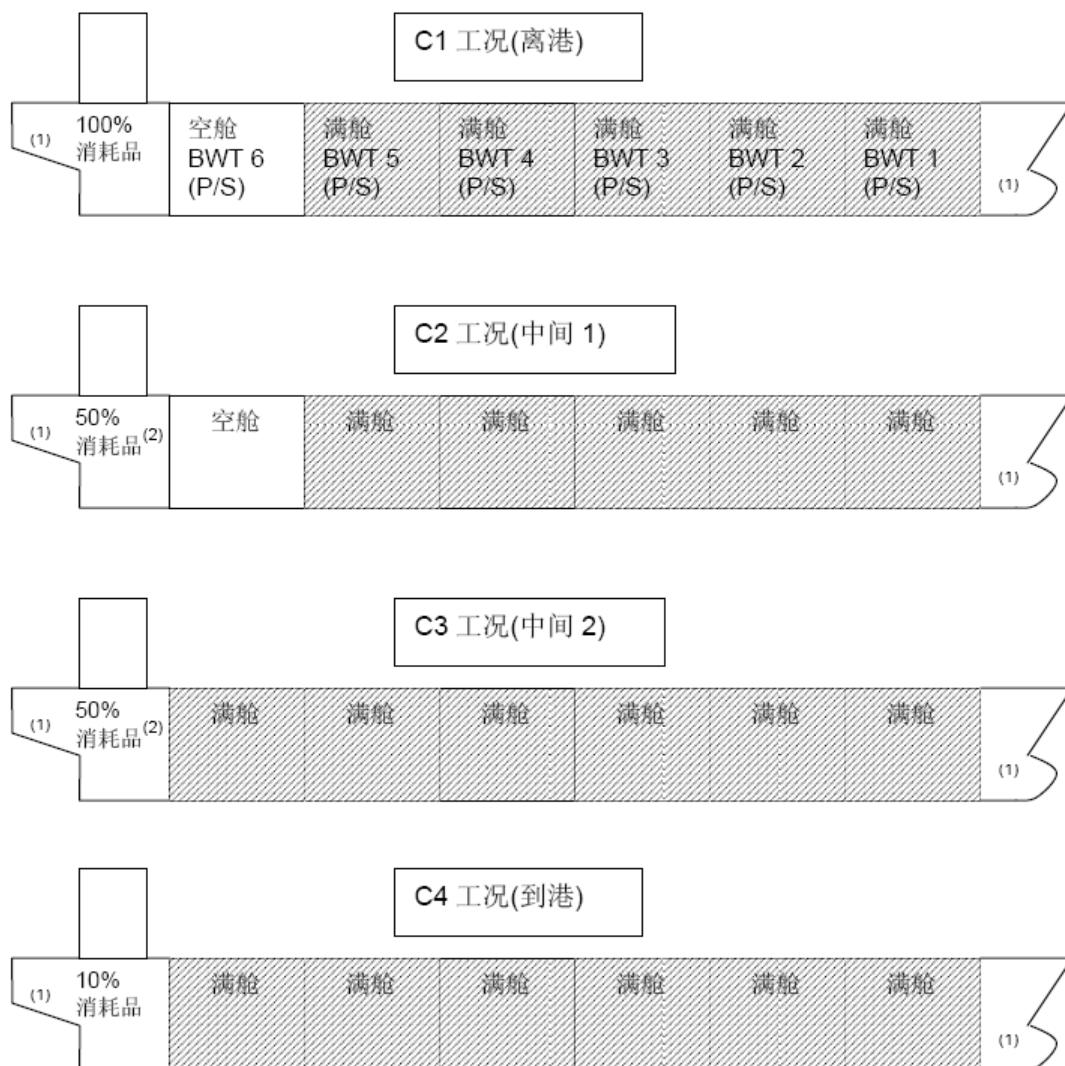 C1 工况(离港)
(1)
100%
消耗品
空舱
BWT 6
(P/S)
满舱
BWT 5
(P/S)
满舱
BWT 4
(P/S)
满舱
BWT 3
(P/S)
满舱
BWT 2
(P/S)
满舱
BWT 1
(P/S)
(1)
C2 工况(中间 1)
(1)
50%
消耗品(2)
空舱
满舱
满舱
满舱
满舱
满舱
(1)
C3 工况(中间 2)
(1)
50%
消耗品(2)
满舱
满舱
满舱
满舱
满舱
满舱
(1)
C4 工况(到港)
(1)
10%
消耗品
满舱
满舱
满舱
满舱
满舱
满舱
(1)